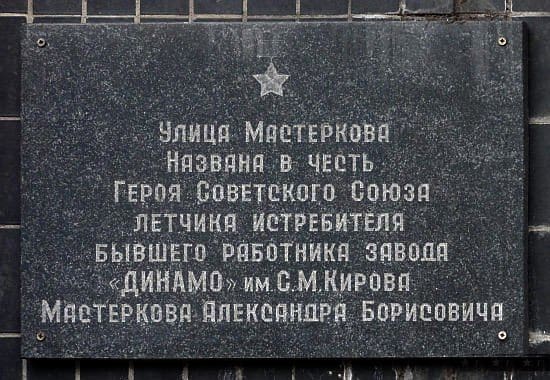 Улица Мастеркова
Названа в честь
Героя Советского Союза
летчика истребителя
бывшего работника завода
«ДИНАМО» им. С.М. Кирова
Мастеркова Александра Борисовича